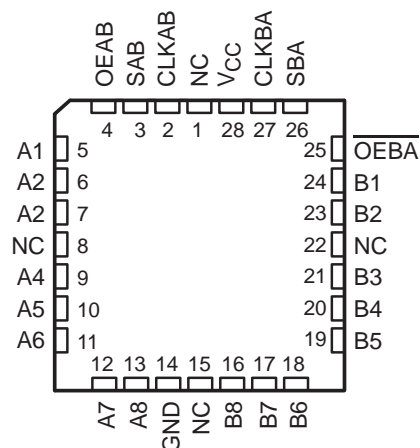 OEAB SAB CLKAB NC VCC CLKBA SBA
4 3 2 1 28 27 26
A1 5 25 OEBA
A2 6 24 B1
A2 7 23 B2
NC 8 22 NC
A4 9 21 B3
A5 10 20 B4
A6 11 19 B5
12 13 14 15 16 17 18
A7 A8 GND NC B8 B7 B6